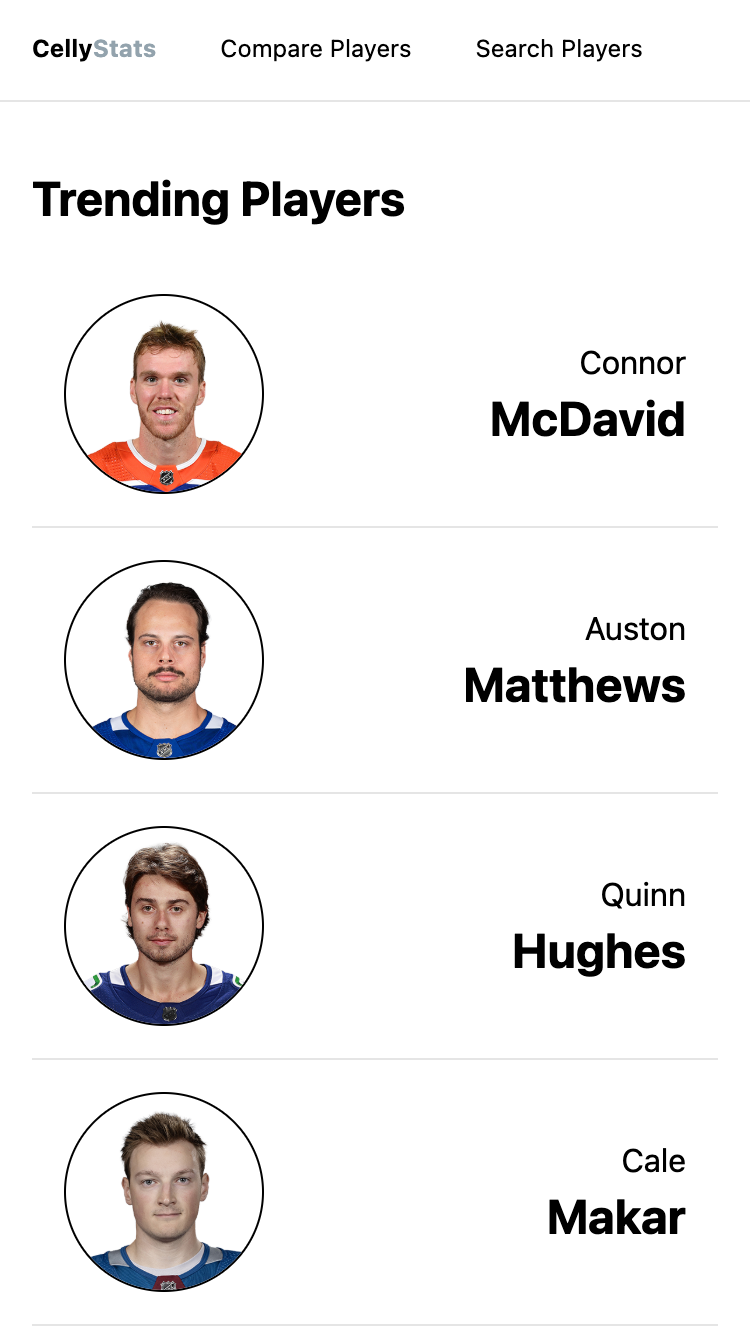 CellyStats Compare Players Search Players
Trending Players
Connor
McDavid
Auston
Matthews
Quinn
Hughes
Cale
Makar